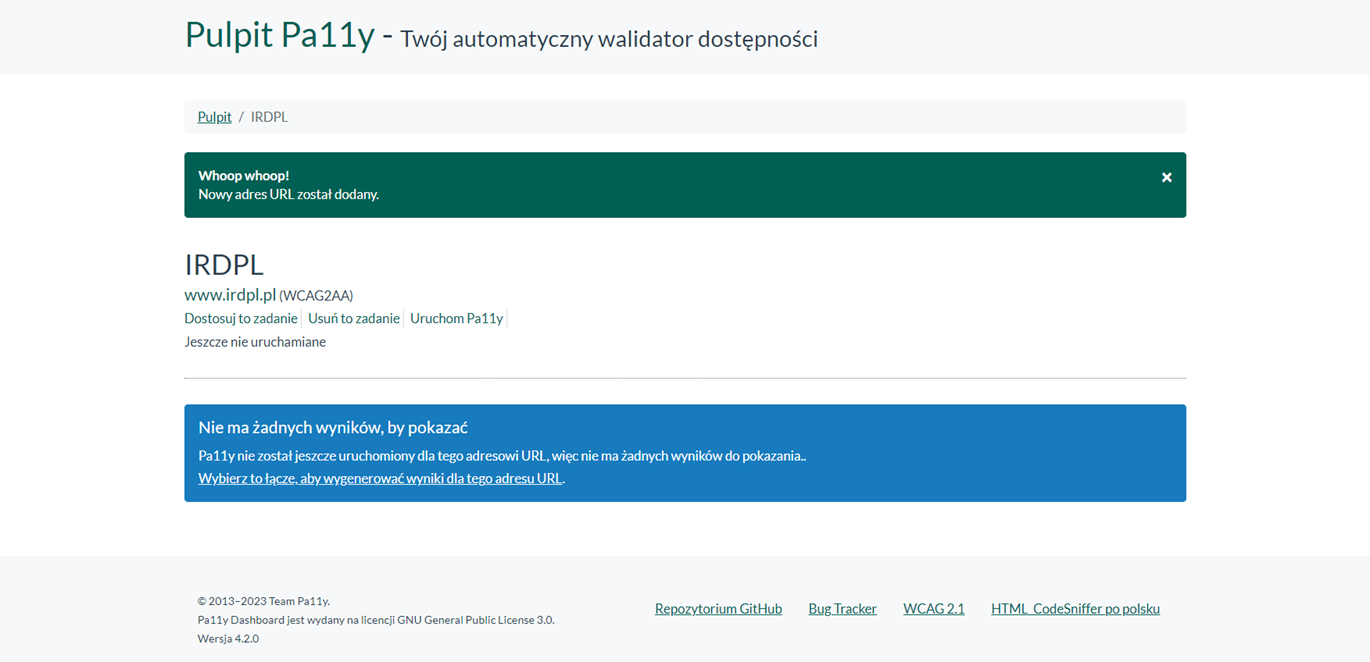 Pulpit Pa11y - Twój automatyczny walidator dostępności
Pulpit / IRDPL
Whoop whoop!
Nowy adres URL został dodany.
×
IRDPL
www.irdpl.pl (WCAG2AA)
Dostosuj to zadanie Usuń to zadanie Uruchom Pa11y
Jeszcze nie uruchamiane
Nie ma żadnych wyników, by pokazać
Pa11y nie został jeszcze uruchomiony dla tego adresowi URL, więc nie ma żadnych wyników do pokazania..
Wybierz to łącze, aby wygenerować wyniki dla tego adresu URL.
© 2013–2023 Team Pa11y.
Pa11y Dashboard jest wydany na licencji GNU General Public License 3.0.
Wersja 4.2.0
Repozytorium GitHub Bug Tracker WCAG 2.1 HTML_CodeSniffer po polsku